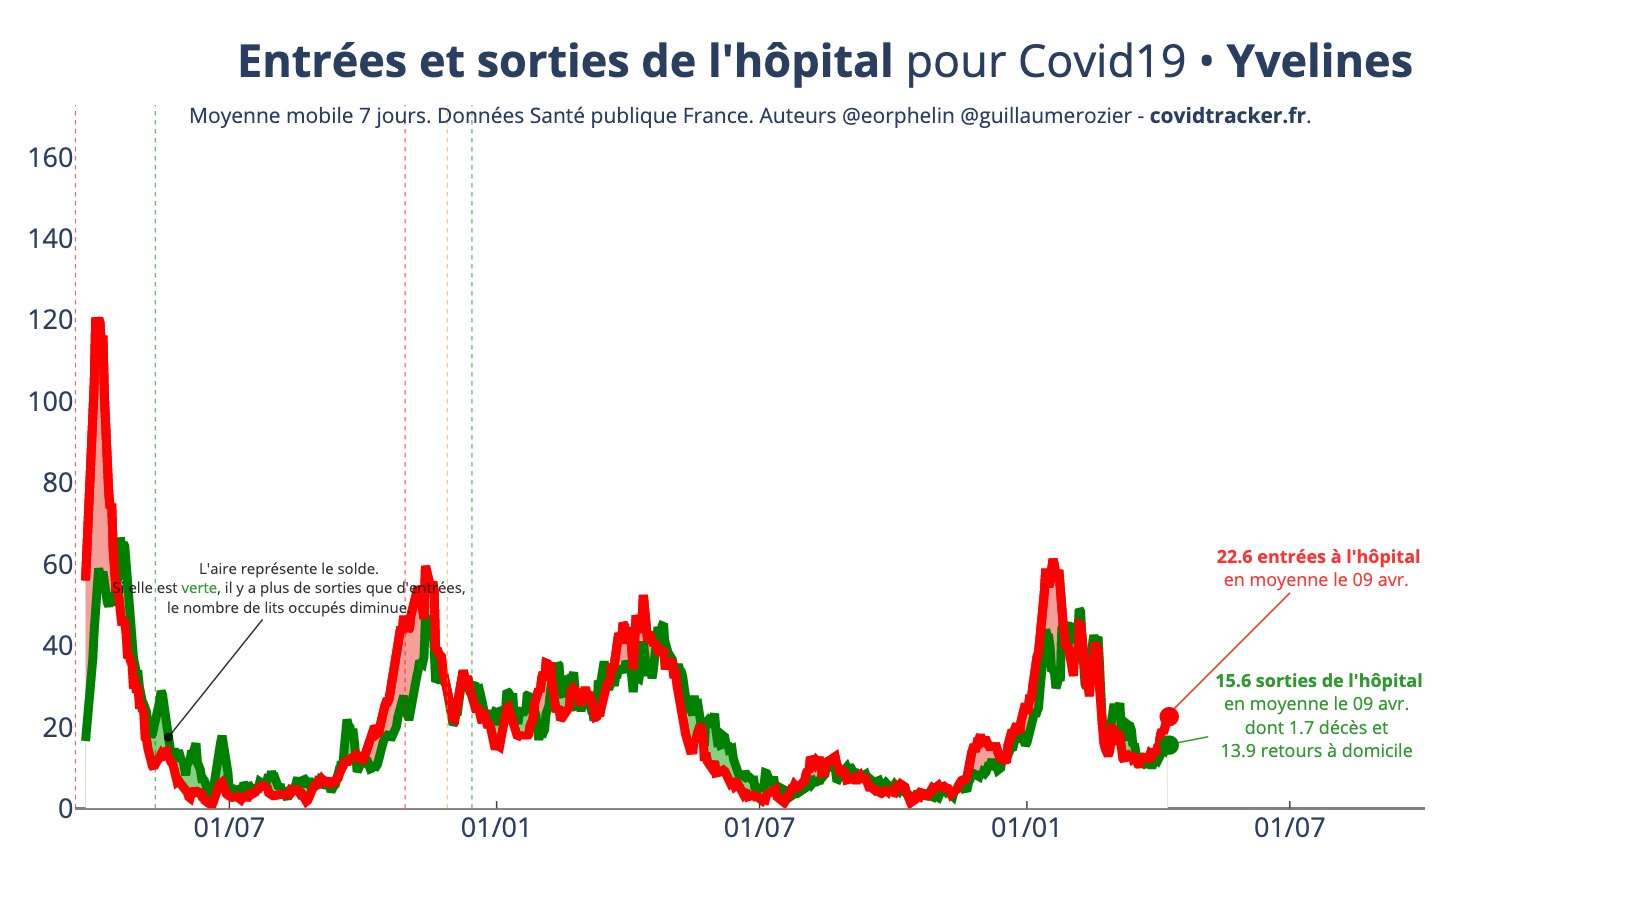 Entrées et sorties de l'hôpital pour Covid19 • Yvelines
Moyenne mobile 7 jours. Données Santé publique France. Auteurs @eorphelin @guillaumerozier - covidtracker.fr.
160
140
120
100
80
60
40
20
0
L'aire représente le solde.
Si elle est verte, il y a plus de sorties que d'entrées,
le nombre de lits occupés diminue.
22.6 entrées à l'hôpital
en moyenne le 09 avr.
15.6 sorties de l'hôpital
en moyenne le 09 avr.
dont 1.7 décès et
13.9 retours à domicile
01/07
01/01
01/07
01/01
01/07